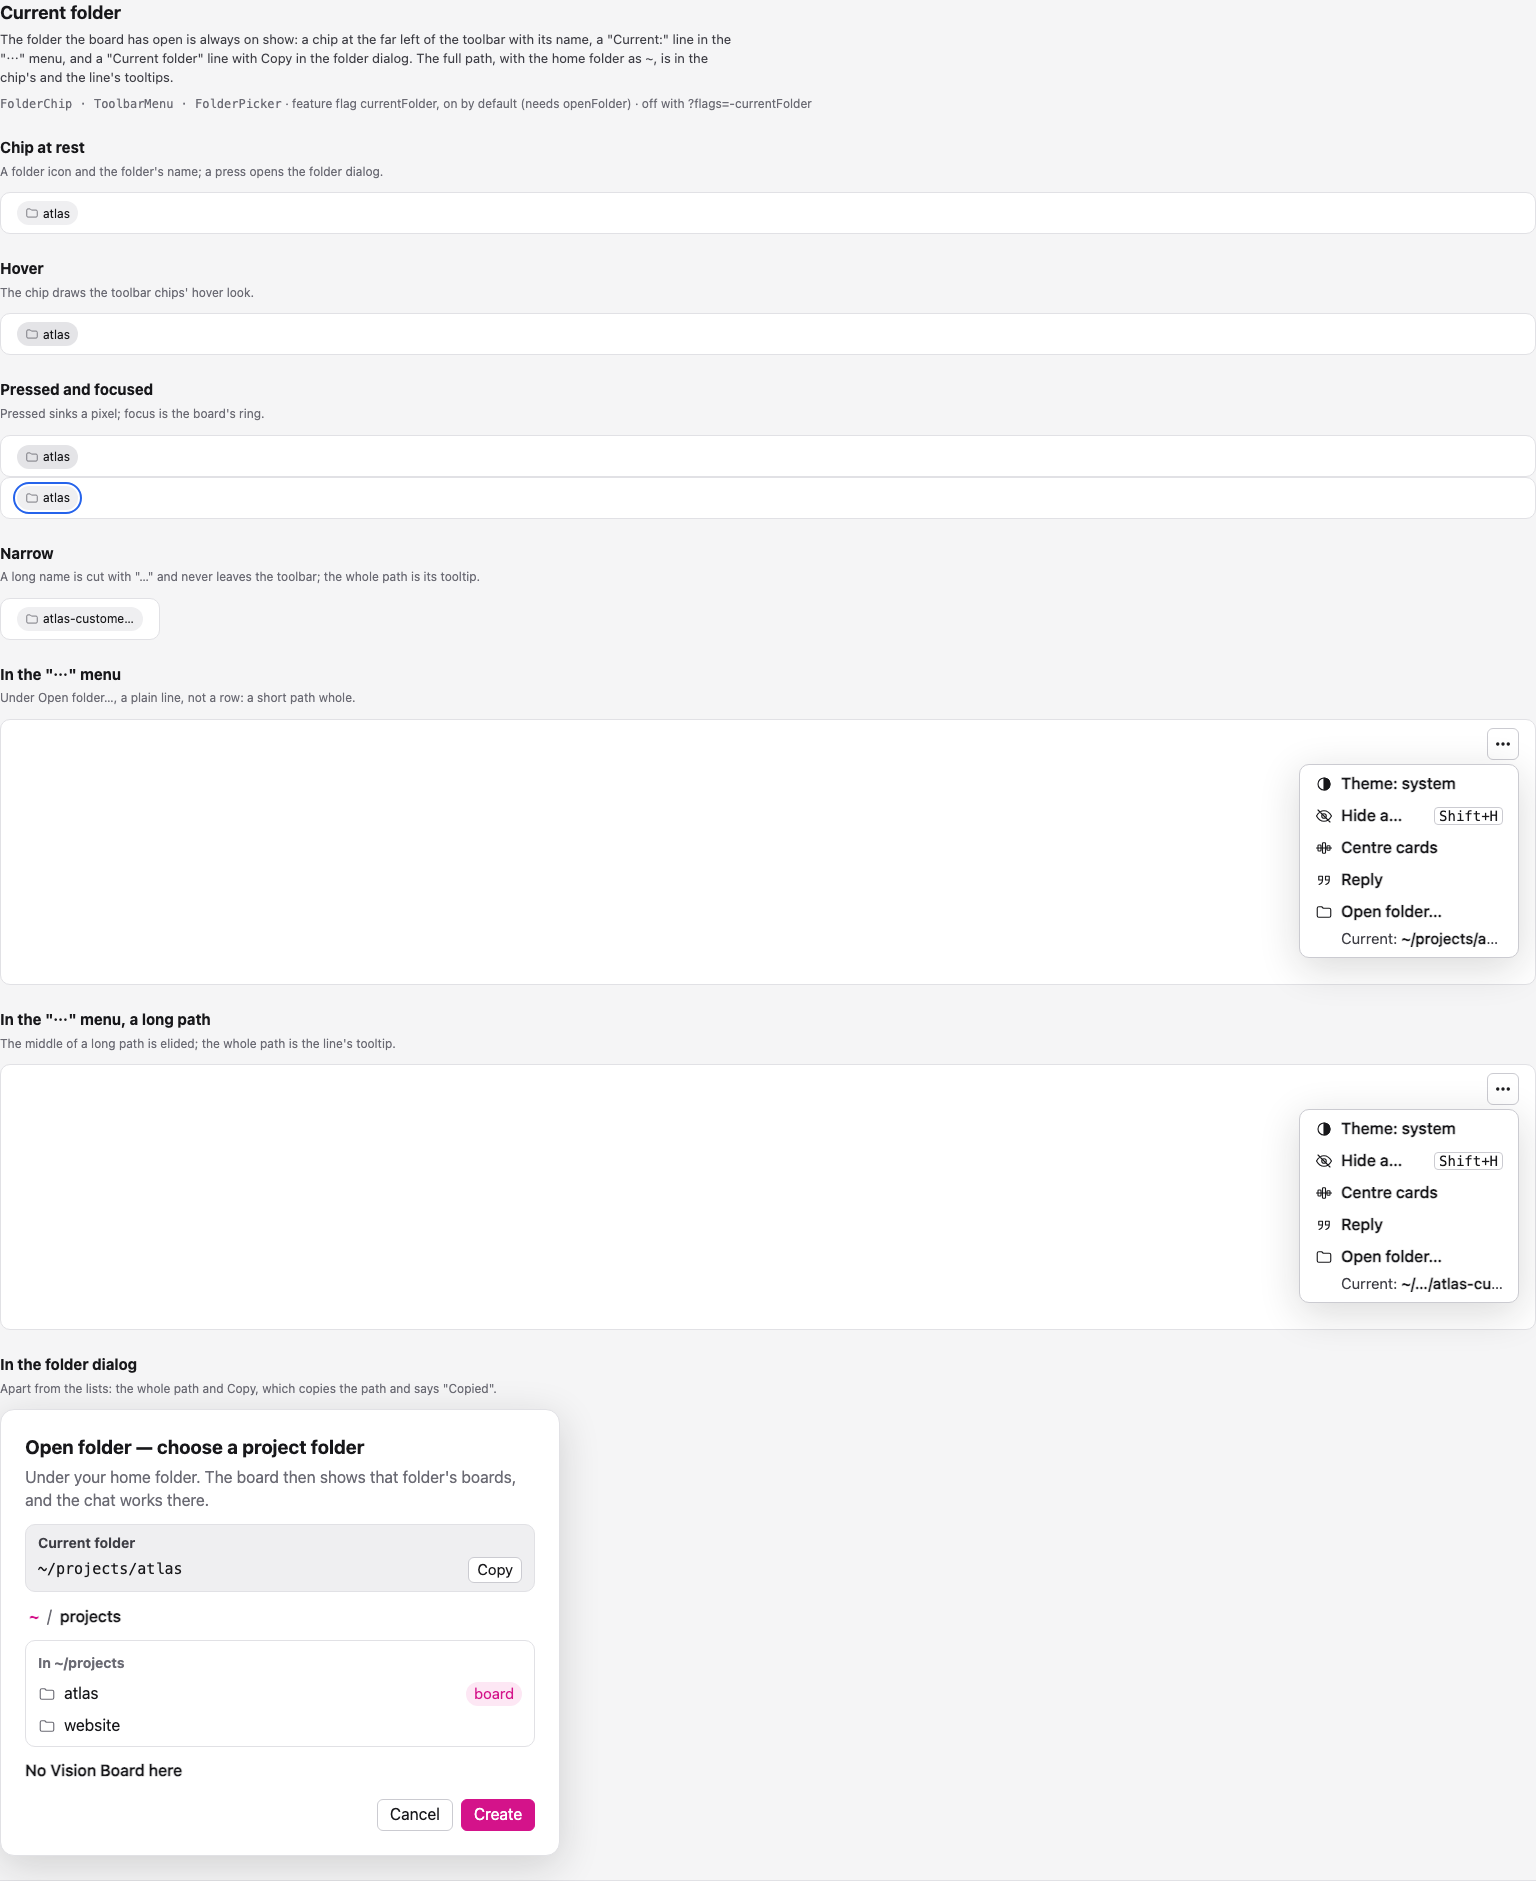 Current folder
The folder the board has open is always on show: a chip at the far left of the toolbar with its name, a "Current:" line in the
"···" menu, and a "Current folder" line with Copy in the folder dialog. The full path, with the home folder as ~, is in the
chip's and the line's tooltips.
FolderChip · ToolbarMenu · FolderPicker · feature flag currentFolder, on by default (needs openFolder) · off with ?flags=-currentFolder
Chip at rest
A folder icon and the folder's name; a press opens the folder dialog.
atlas
Hover
The chip draws the toolbar chips' hover look.
atlas
Pressed and focused
Pressed sinks a pixel; focus is the board's ring.
atlas
atlas
Narrow
A long name is cut with "…" and never leaves the toolbar; the whole path is its tooltip.
atlas-custome…
In the "···" menu
Under Open folder…, a plain line, not a row: a short path whole.
Theme: system
Hide a… Shift+H
Centre cards
Reply
Open folder…
Current: ~/projects/a…
In the "···" menu, a long path
The middle of a long path is elided; the whole path is the line's tooltip.
Theme: system
Hide a… Shift+H
Centre cards
Reply
Open folder…
Current: ~/…/atlas-cu…
In the folder dialog
Apart from the lists: the whole path and Copy, which copies the path and says "Copied".
Open folder — choose a project folder
Under your home folder. The board then shows that folder's boards,
and the chat works there.
Current folder
~/projects/atlas Copy
~ / projects
In ~/projects
atlas board
website
No Vision Board here
Cancel Create